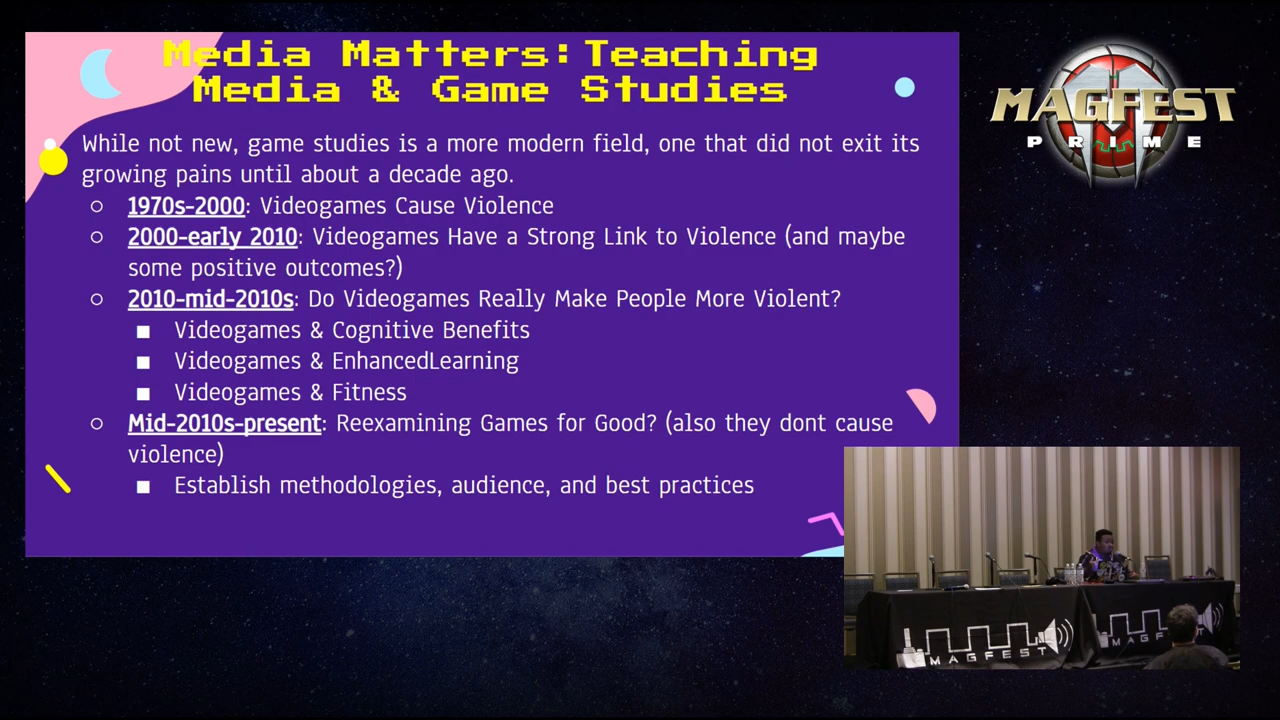 Media Matters: Teaching
Media & Game Studies
While not new, game studies is a more modern field, one that did not exit its
growing pains until about a decade ago.
1970s-2000: Videogames Cause Violence
2000-early 2010: Videogames Have a Strong Link to Violence (and maybe
some positive outcomes?)
2010-mid-2010s: Do Videogames Really Make People More Violent?
Videogames & Cognitive Benefits
Videogames & EnhancedLearning
Videogames & Fitness
Mid-2010s-present: Reexamining Games for Good? (also they dont cause
violence)
Establish methodologies, audience, and best practices
MAGFEST
PRIME
MAGFEST
MAGFEST